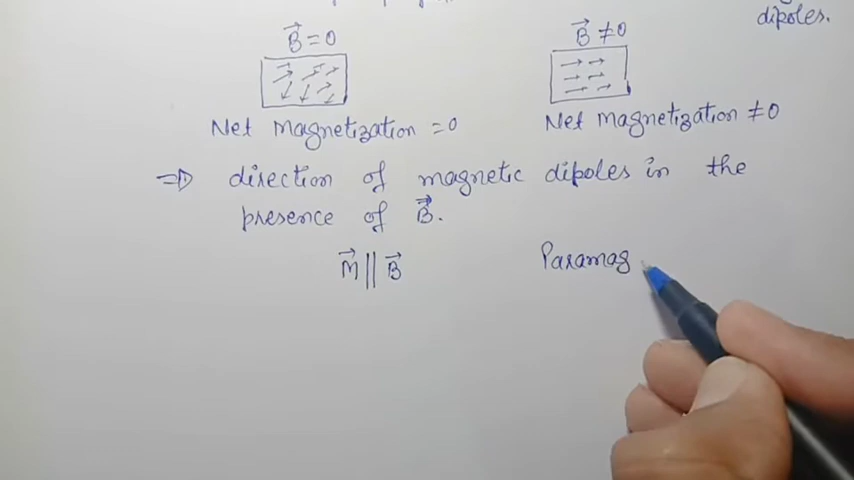 dipoles.
B⃗ = 0
B⃗ ≠ 0
Net magnetization = 0
Net magnetization ≠ 0
⇒ direction of magnetic dipoles in the
presence of B⃗.
M⃗ || B⃗
Paramag